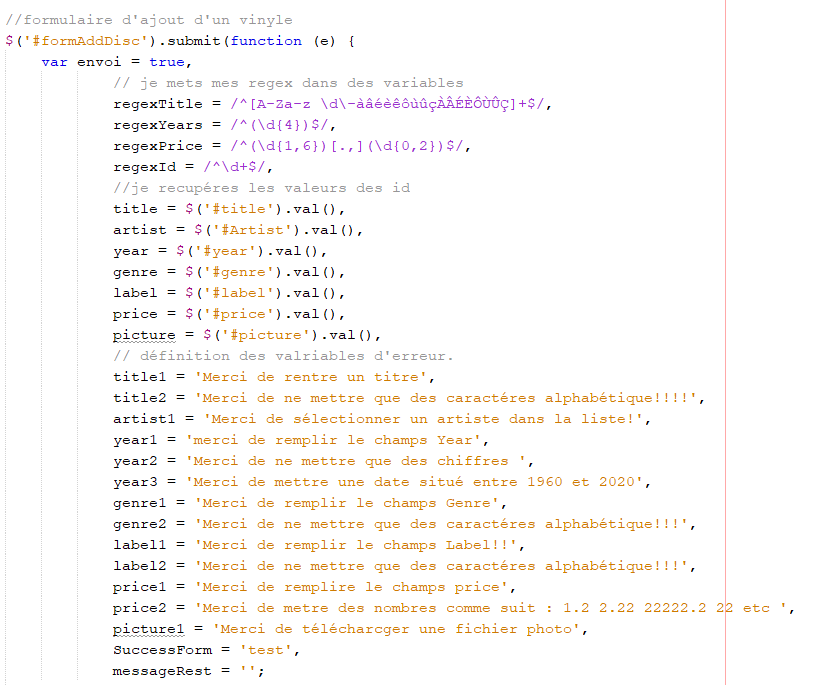 //formulaire d'ajout d'un vinyle
$('#formAddDisc').submit(function (e) {
var envoi = true,
// je mets mes regex dans des variables
regexTitle = /^[A-Za-z \d\-àâéèêôùûçÀÂÉÈÔÙÛÇ]+$/,
regexYears = /^(\d{4})$/,
regexPrice = /^(\d{1,6})[.,](\d{0,2})$/,
regexId = /^\d+$/,
//je recupéres les valeurs des id
title = $('#title').val(),
artist = $('#Artist').val(),
year = $('#year').val(),
genre = $('#genre').val(),
label = $('#label').val(),
price = $('#price').val(),
picture = $('#picture').val(),
// définition des valriables d'erreur.
title1 = 'Merci de rentre un titre',
title2 = 'Merci de ne mettre que des caractéres alphabétique!!!!',
artist1 = 'Merci de sélectionner un artiste dans la liste!',
year1 = 'merci de remplir le champs Year',
year2 = 'Merci de ne mettre que des chiffres ',
year3 = 'Merci de mettre une date situé entre 1960 et 2020',
genre1 = 'Merci de remplir le champs Genre',
genre2 = 'Merci de ne mettre que des caractéres alphabétique!!!',
label1 = 'Merci de remplir le champs Label!!',
label2 = 'Merci de ne mettre que des caractéres alphabétique!!!',
price1 = 'Merci de remplire le champs price',
price2 = 'Merci de metre des nombres comme suit : 1.2 2.22 22222.2 22 etc ',
picture1 = 'Merci de télécharcger une fichier photo',
SuccessForm = 'test',
messageRest = '';